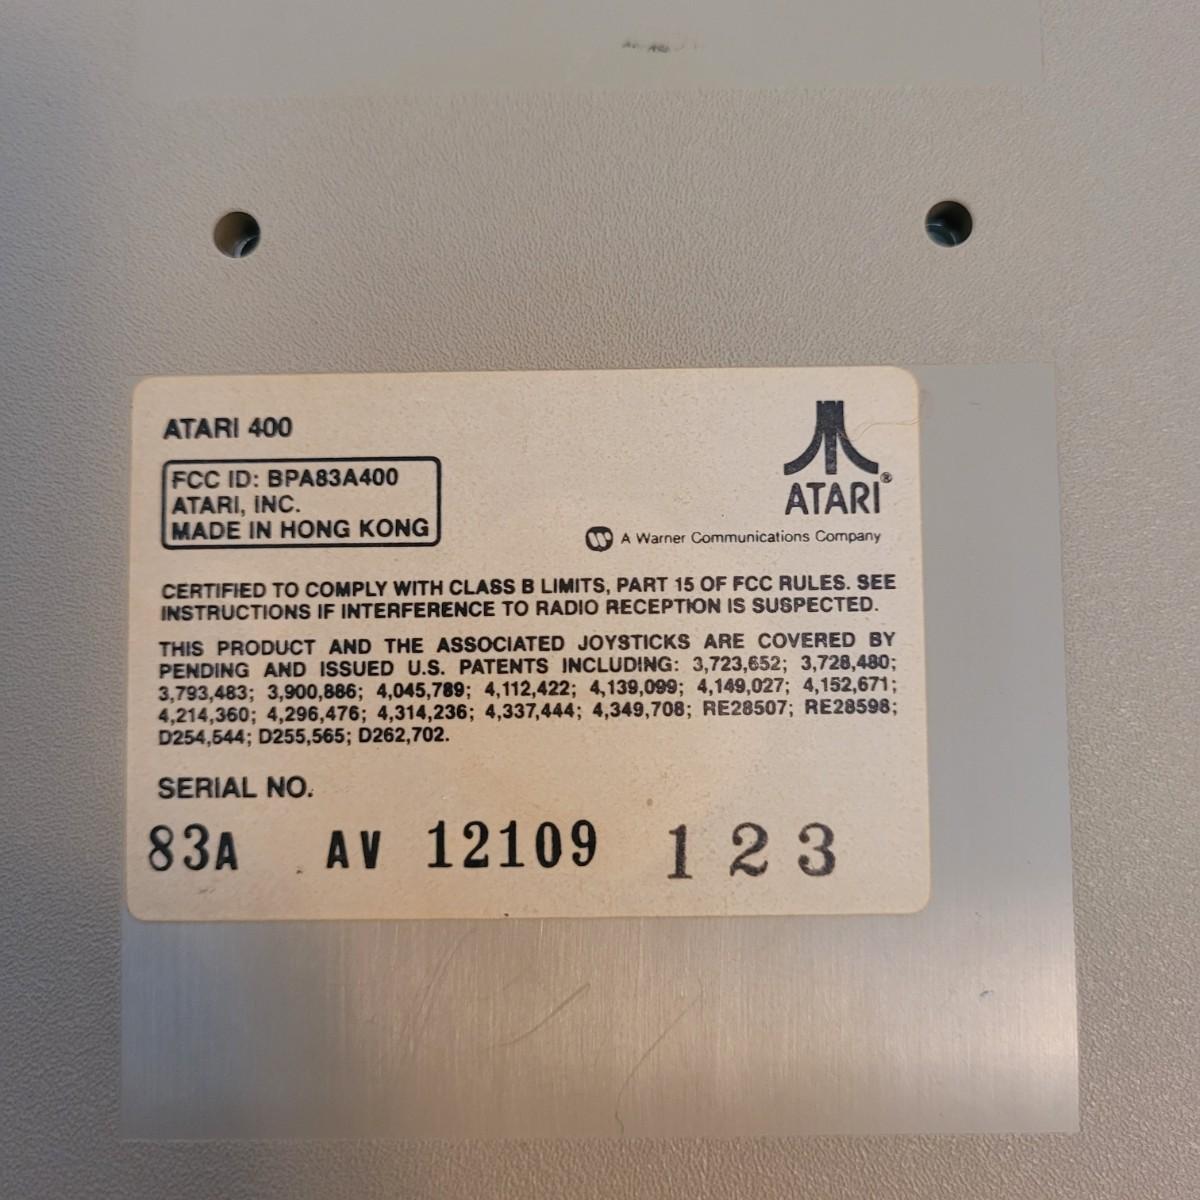 ATARI 400
FCC ID: BPA83A400
ATARI, INC.
MADE IN HONG KONG
ATARI®
A Warner Communications Company
CERTIFIED TO COMPLY WITH CLASS B LIMITS, PART 15 OF FCC RULES. SEE
INSTRUCTIONS IF INTERFERENCE TO RADIO RECEPTION IS SUSPECTED.
THIS PRODUCT AND THE ASSOCIATED JOYSTICKS ARE COVERED BY
PENDING AND ISSUED U.S. PATENTS INCLUDING: 3,723,652; 3,728,480;
3,793,483; 3,900,886; 4,045,789; 4,112,422; 4,139,099; 4,149,027; 4,152,671;
4,214,360; 4,296,476; 4,314,236; 4,337,444; 4,349,708; RE28507; RE28598;
D254,544; D255,565; D262,702.
SERIAL NO.
83A AV 12109 123